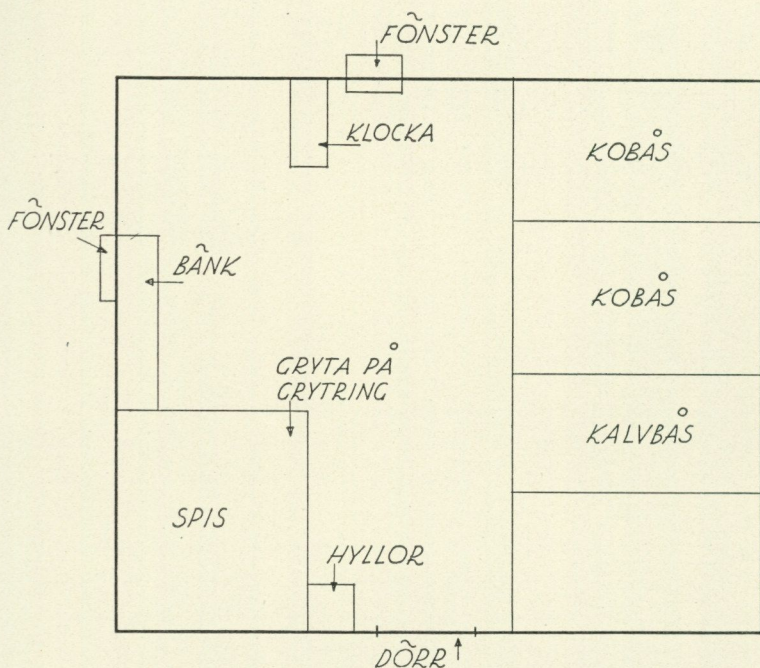 FÖNSTER
KLOCKA
KOBÅS
FÖNSTER
BÄNK
KOBÅS
GRYTA PÅ
GRYTRING
KALVBÅS
SPIS
HYLLOR
DÖRR